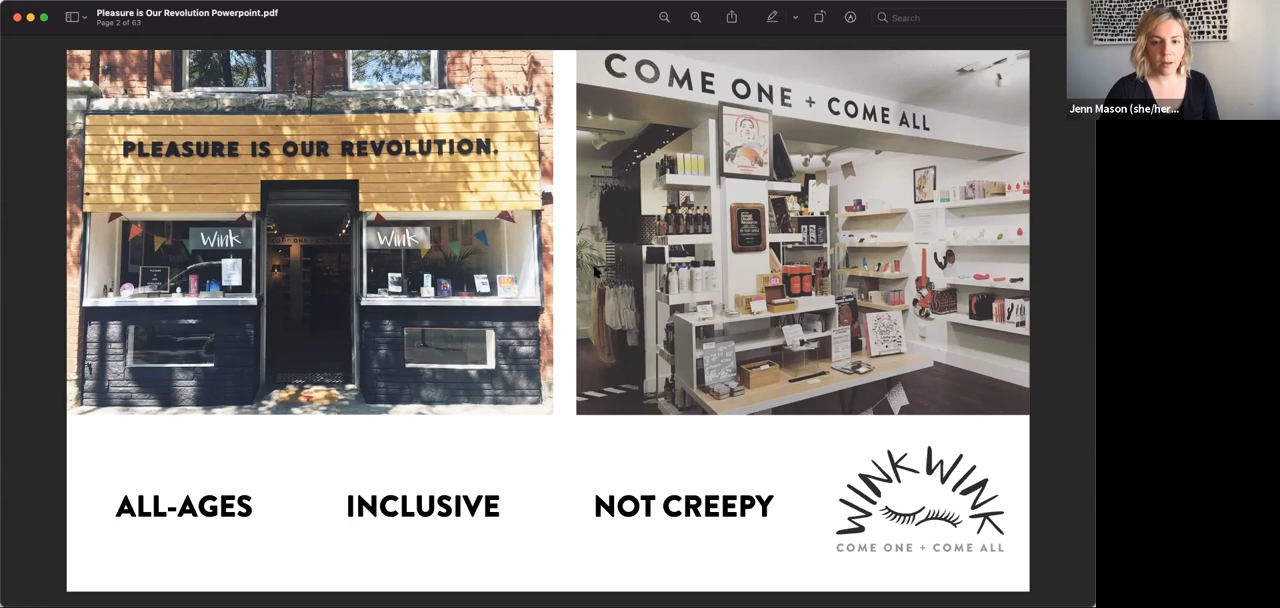 Pleasure is Our Revolution Powerpoint.pdf
Page 2 of 63
Search
Jenn Mason (she/her...
PLEASURE IS OUR REVOLUTION.
Wink
Wink
COME ONE + COME ALL
SEX
ALL-AGES
INCLUSIVE
NOT CREEPY
WINK WINK
COME ONE + COME ALL